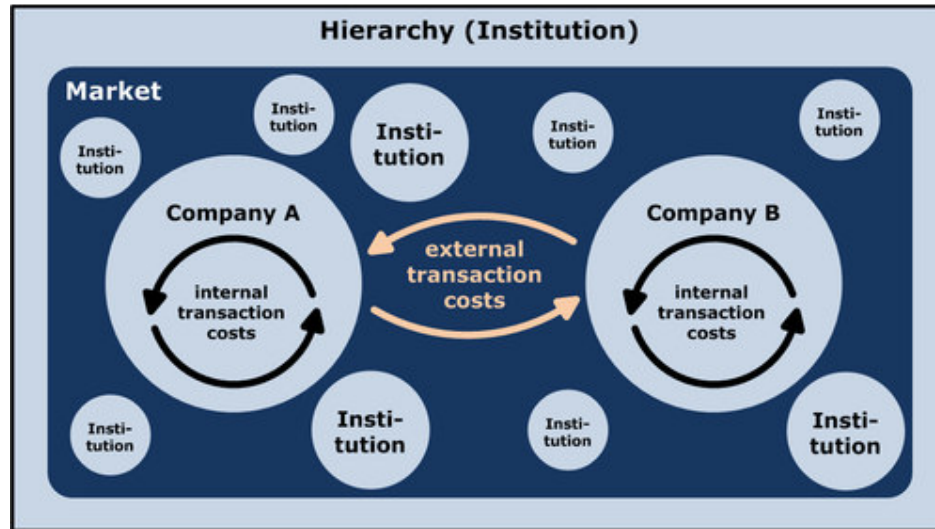 Hierarchy (Institution)
Market
Insti-
tution
Insti-
tution
Insti-
tution
Insti-
tution
Insti-
tution
Company A
internal
transaction
costs
external
transaction
costs
Company B
internal
transaction
costs
Insti-
tution
Insti-
tution
Insti-
tution
Insti-
tution